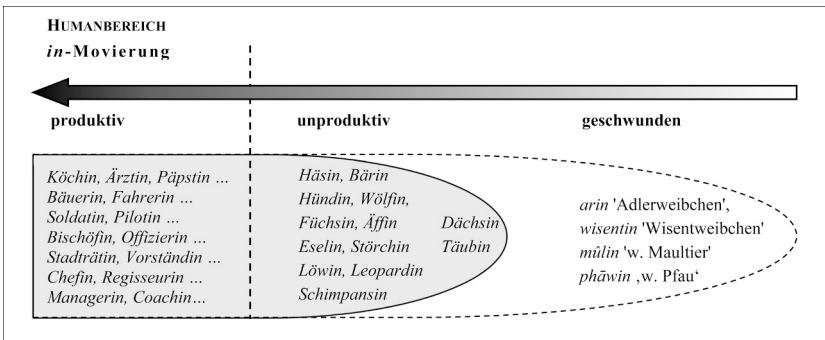 HUMANBEREICH
in-Movierung
produktiv unproduktiv geschwunden
Köchin, Ärztin, Päpstin ...
Bäuerin, Fahrerin ...
Soldatin, Pilotin ...
Bischöfin, Offizierin ...
Stadträtin, Vorständin ...
Chefin, Regisseurin ...
Managerin, Coachin...
Häsin, Bärin
Hündin, Wölfin,
Füchsin, Äffin Dächsin
Eselin, Störchin Täubin
Löwin, Leopardin
Schimpansin
arin 'Adlerweibchen',
wisentin 'Wisentweibchen'
mûlin 'w. Maultier'
phāwin ‚w. Pfau‘